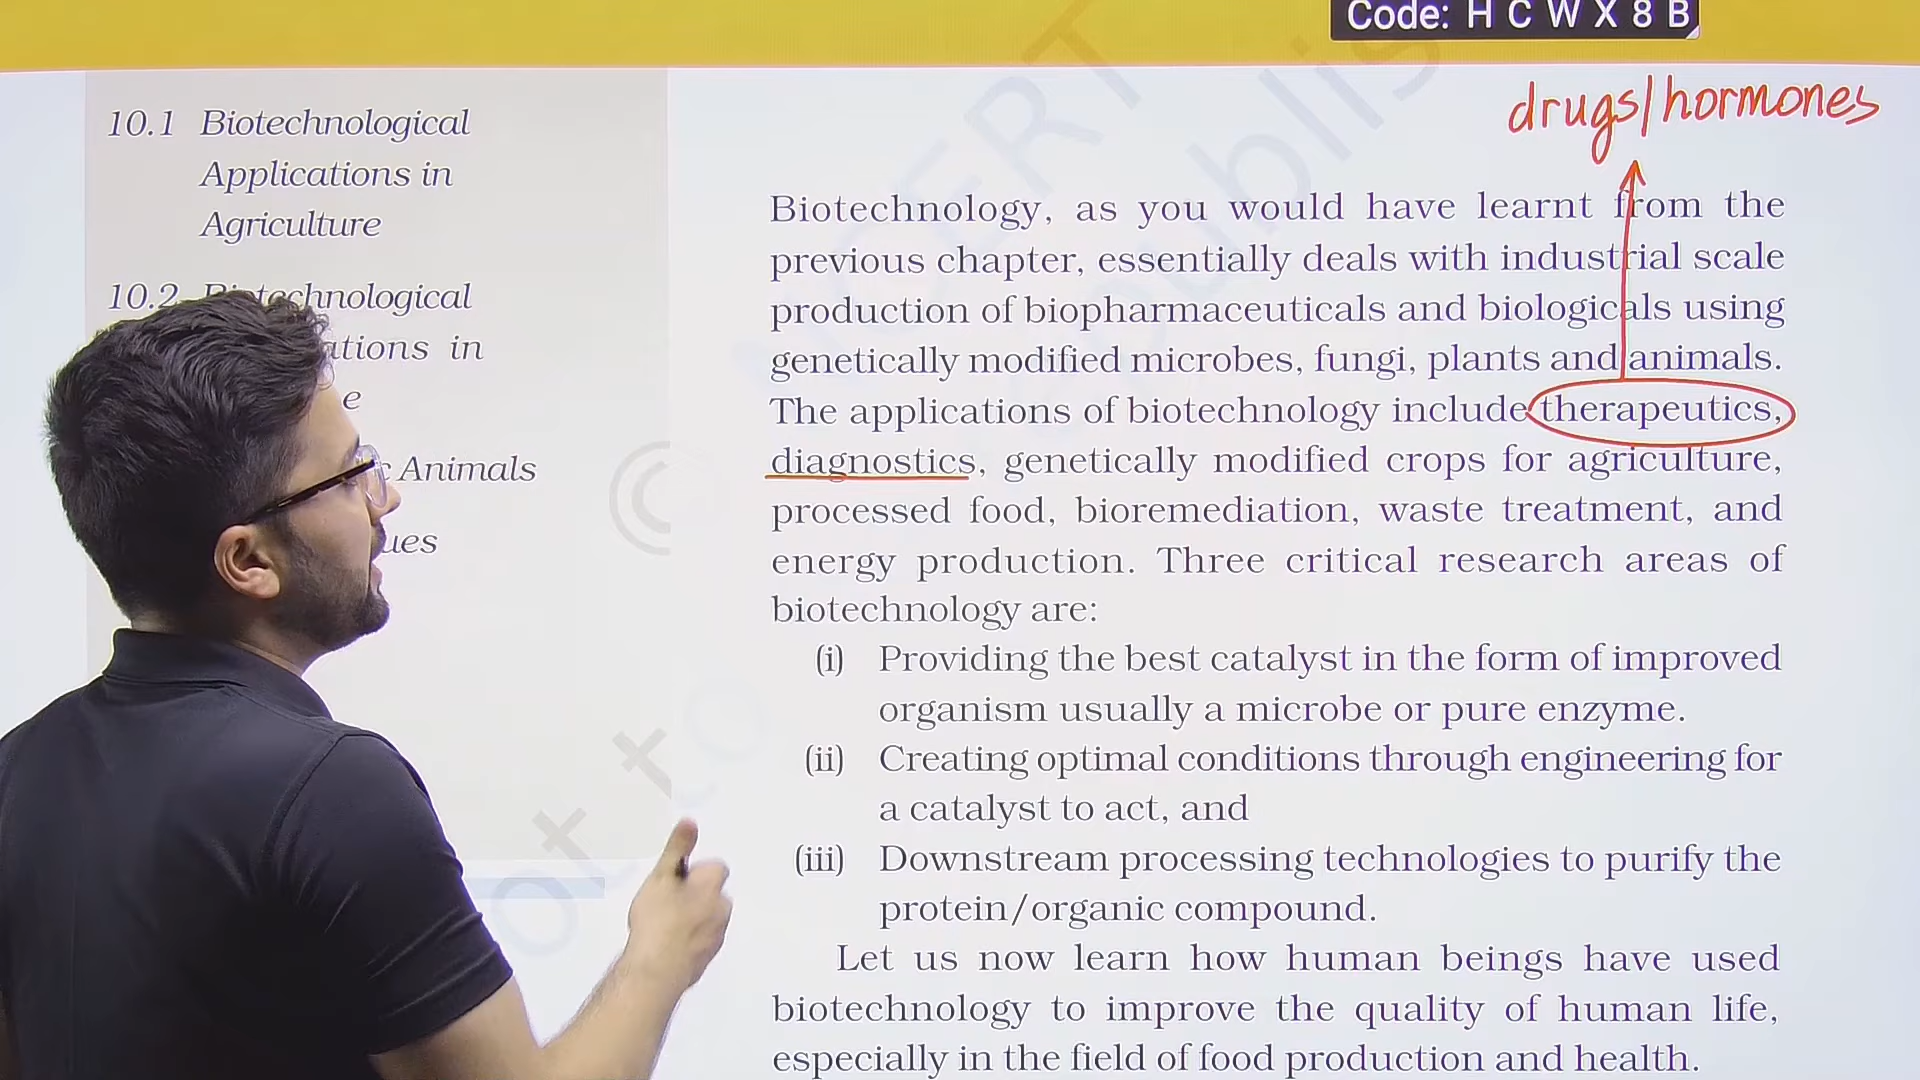 Code: H C W X 8 B
drugs/hormones
10.1 Biotechnological
Applications in
Agriculture
10.2 Biotechnological
ations in
e
Animals
ues
Biotechnology, as you would have learnt from the
previous chapter, essentially deals with industrial scale
production of biopharmaceuticals and biologicals using
genetically modified microbes, fungi, plants and animals.
The applications of biotechnology include therapeutics,
diagnostics, genetically modified crops for agriculture,
processed food, bioremediation, waste treatment, and
energy production. Three critical research areas of
biotechnology are:
(i) Providing the best catalyst in the form of improved
organism usually a microbe or pure enzyme.
(ii) Creating optimal conditions through engineering for
a catalyst to act, and
(iii) Downstream processing technologies to purify the
protein/organic compound.
Let us now learn how human beings have used
biotechnology to improve the quality of human life,
especially in the field of food production and health.